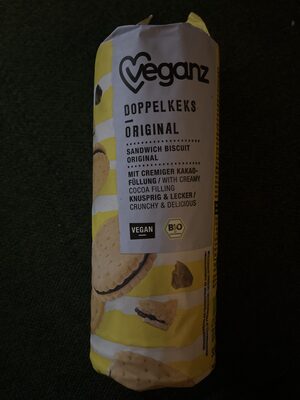 veganz
DOPPELKEKS
ORIGINAL
SANDWICH BISCUIT
ORIGINAL
MIT CREMIGER KAKAO-
FÜLLUNG / WITH CREAMY
COCOA FILLING
KNUSPRIG & LECKER /
CRUNCHY & DELICIOUS
VEGAN
BIO